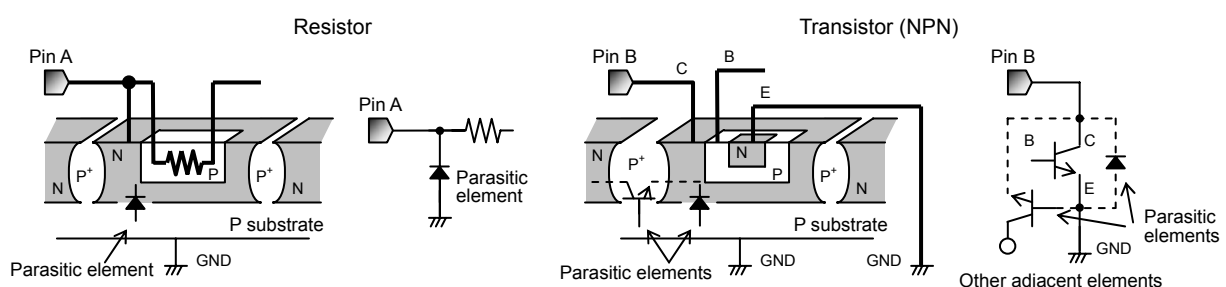 Resistor
Transistor (NPN)
Pin A
Pin A
N
N
P+
P
P+
N
Parasitic element
P substrate
Parasitic element
GND
Pin B
C
B
E
N
P+
N
P
P+
N
P substrate
Parasitic elements
GND
GND
Pin B
B
C
E
Parasitic elements
GND
Other adjacent elements